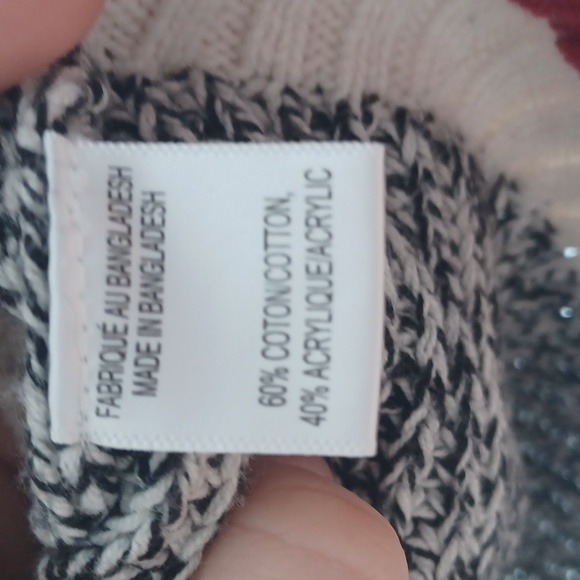 FABRIQUÉ AU BANGLADESH
MADE IN BANGLADESH
60% COTON/COTTON,
40% ACRYLIQUE/ACRYLIC